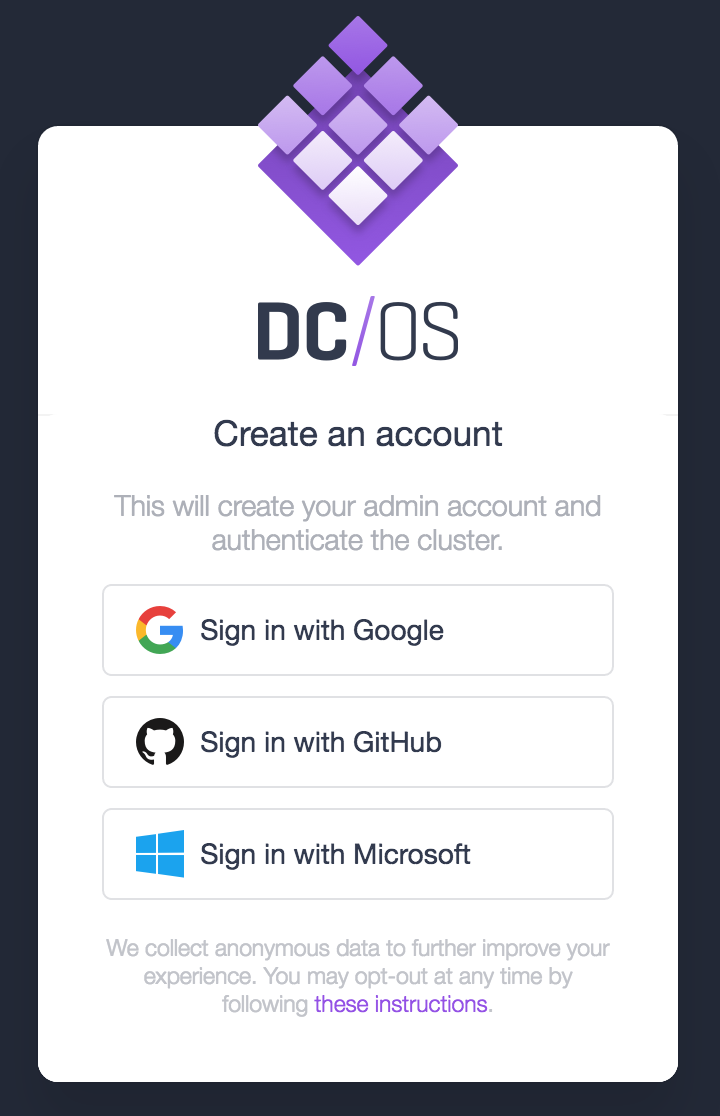 DC/OS
Create an account
This will create your admin account and
authenticate the cluster.
Sign in with Google
Sign in with GitHub
Sign in with Microsoft
We collect anonymous data to further improve your
experience. You may opt-out at any time by
following these instructions.